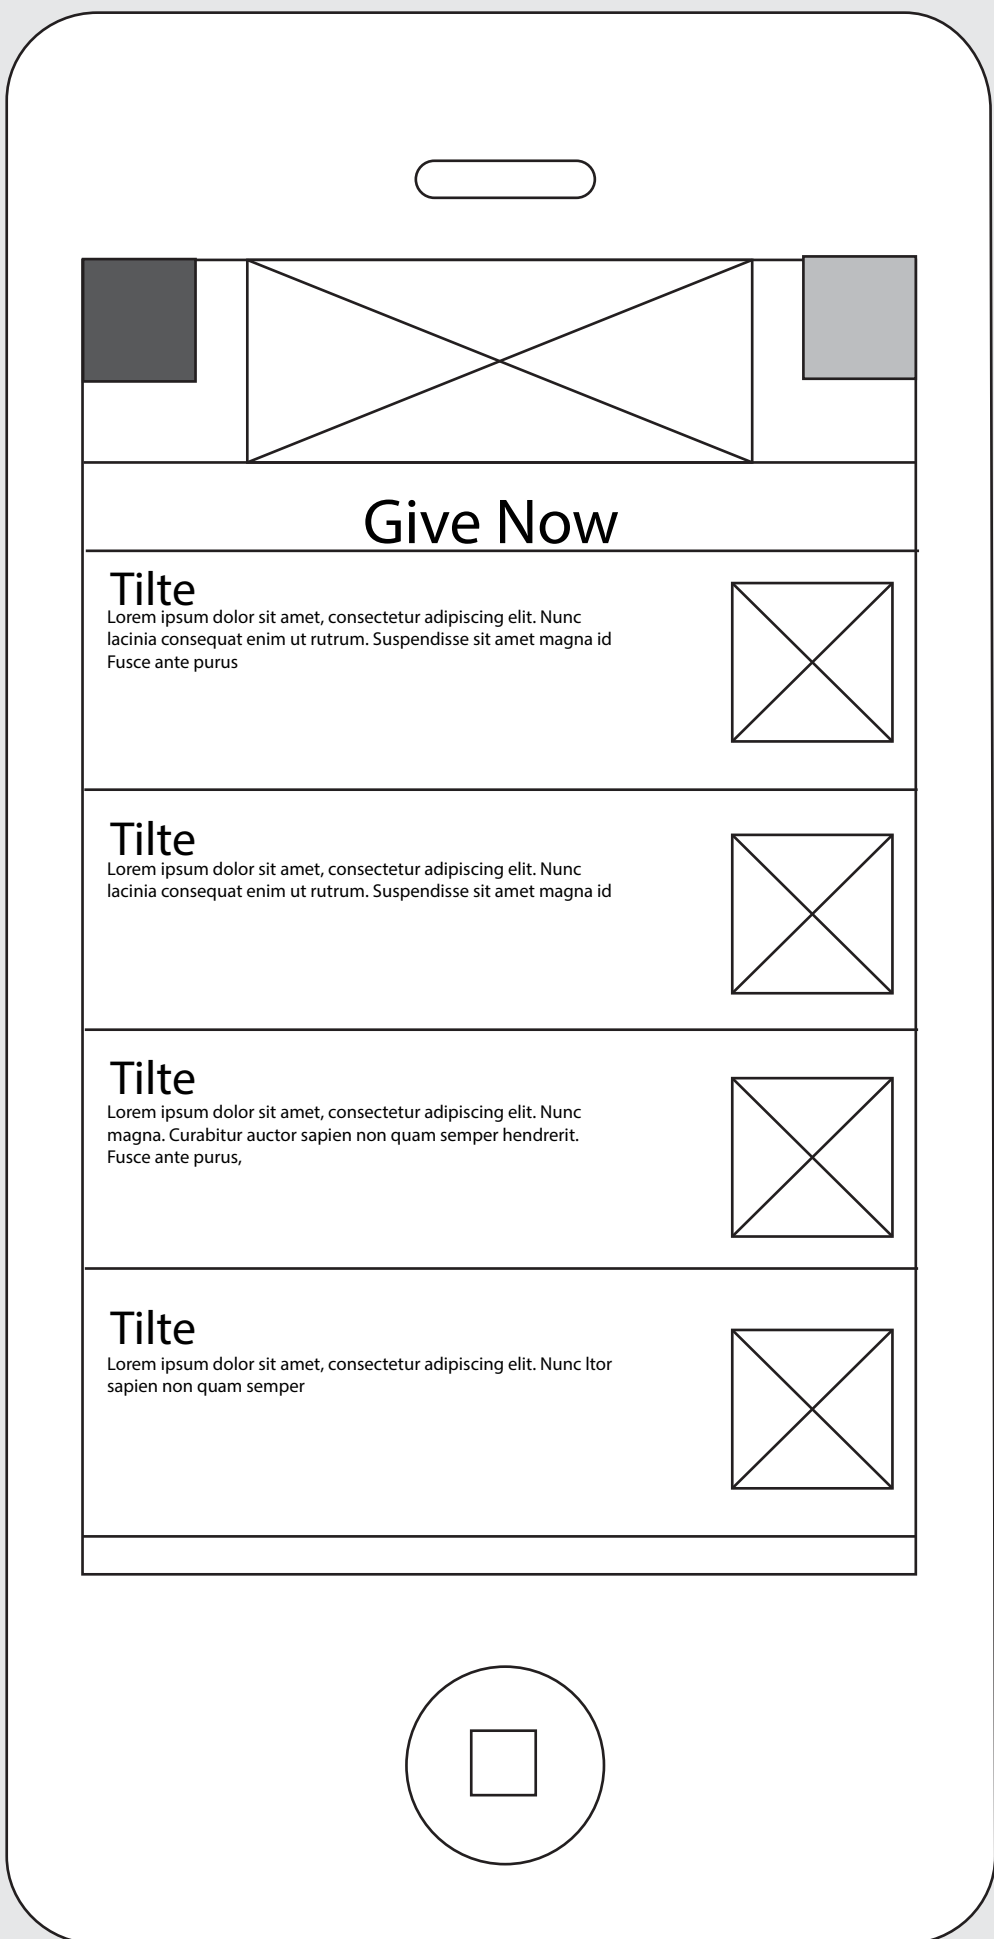 Give Now
Tilte
Lorem ipsum dolor sit amet, consectetur adipiscing elit. Nunc
lacinia consequat enim ut rutrum. Suspendisse sit amet magna id
Fusce ante purus
Tilte
Lorem ipsum dolor sit amet, consectetur adipiscing elit. Nunc
lacinia consequat enim ut rutrum. Suspendisse sit amet magna id
Tilte
Lorem ipsum dolor sit amet, consectetur adipiscing elit. Nunc
magna. Curabitur auctor sapien non quam semper hendrerit.
Fusce ante purus,
Tilte
Lorem ipsum dolor sit amet, consectetur adipiscing elit. Nunc ltor
sapien non quam semper